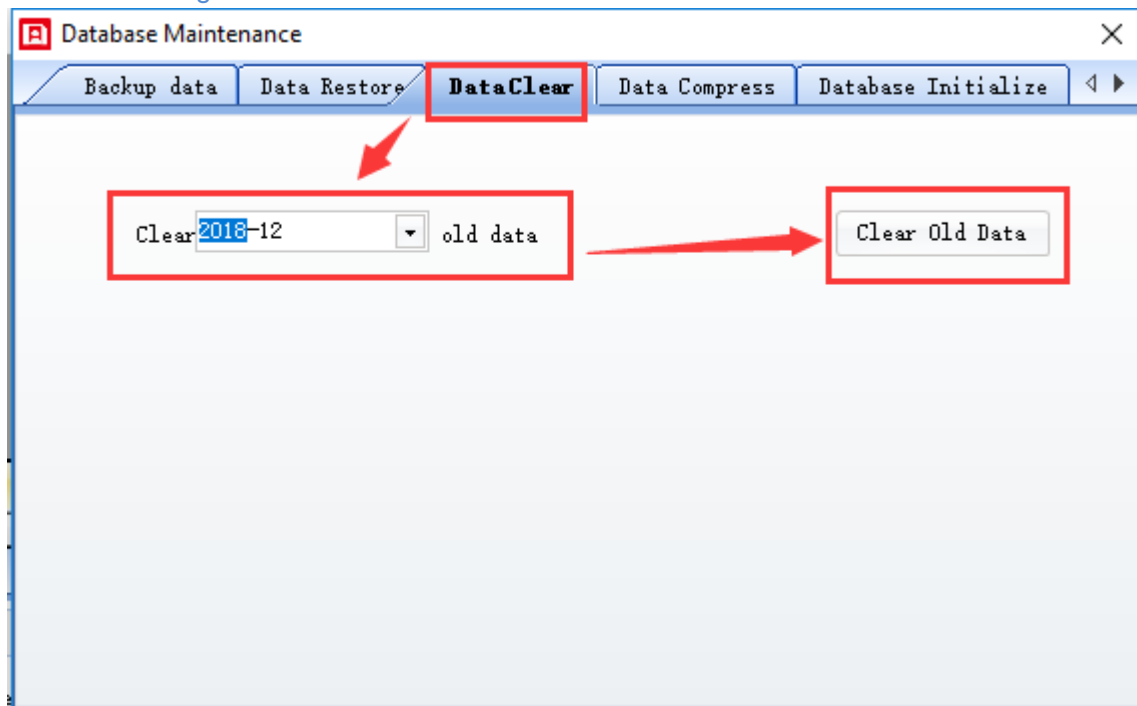 Database Maintenance
Backup data Data Restore DataClear Data Compress Database Initialize
Clear 2018-12 old data Clear Old Data